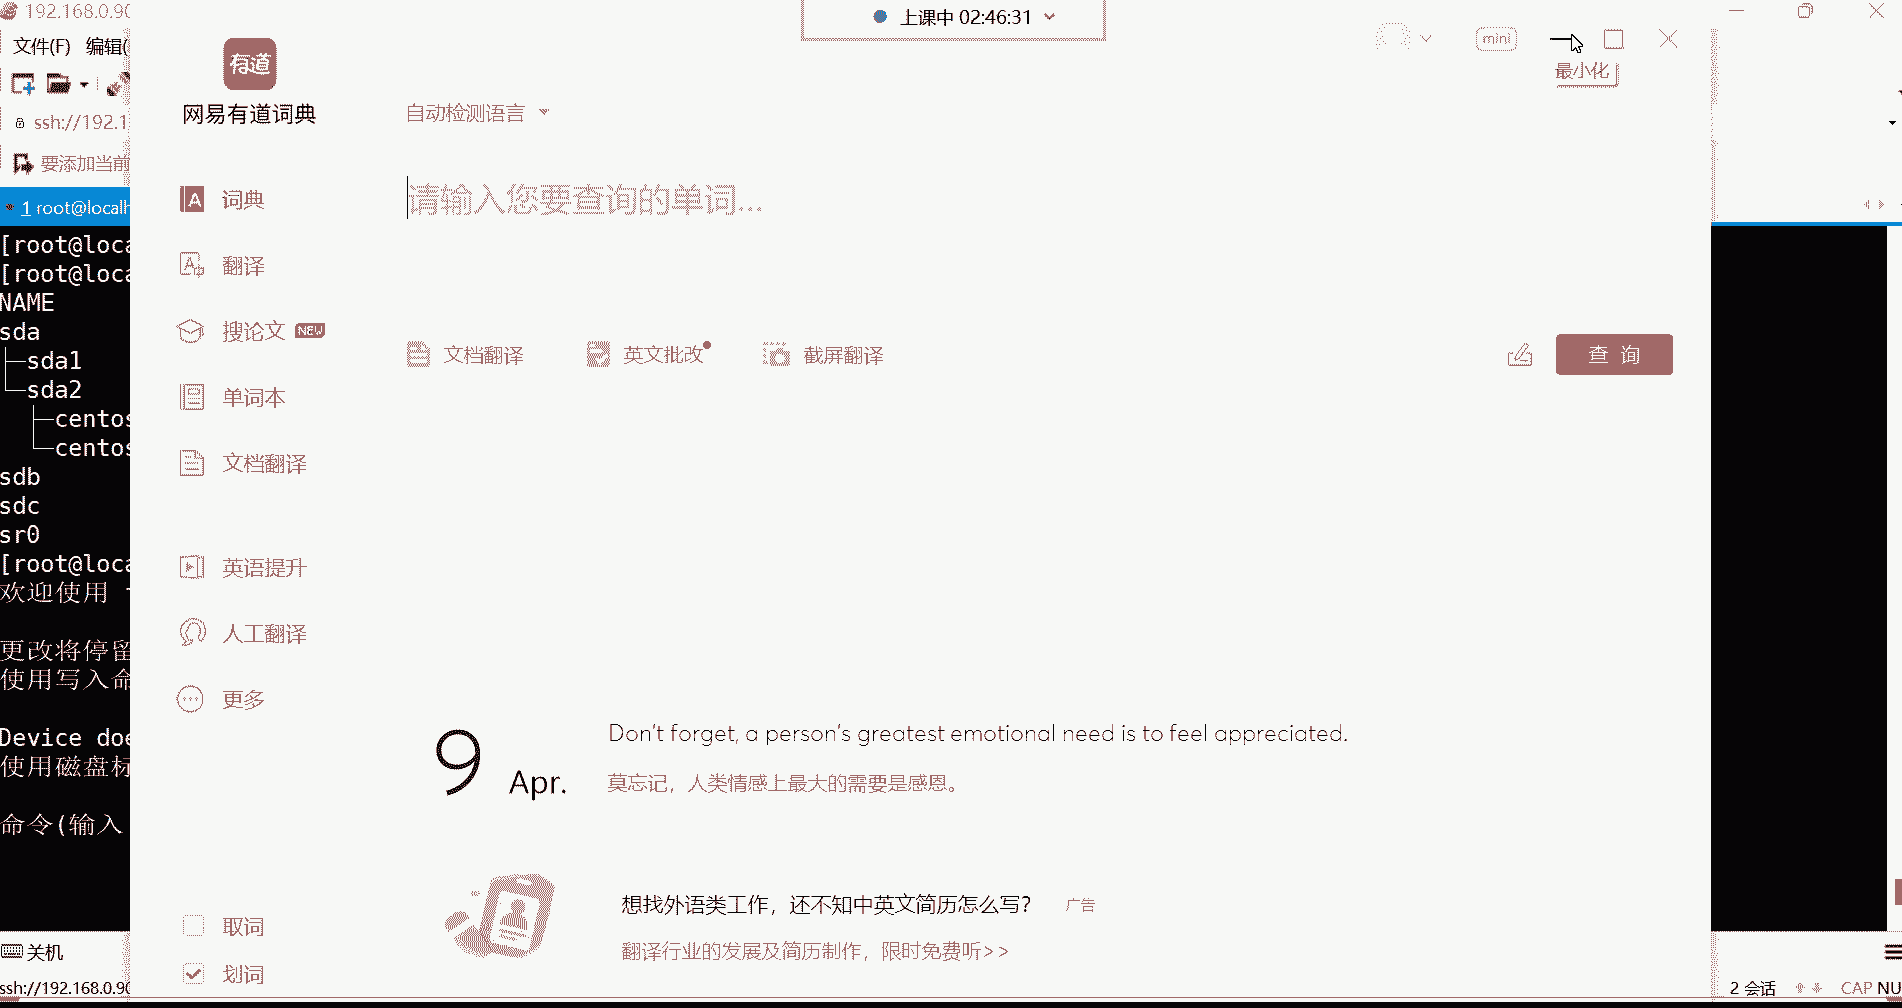 192.168.0.90
上课中 02:46:31
文件(F) 编辑(
有道
mini
最小化
网易有道词典
自动检测语言
ssh://192.1
要添加当前
A 词典
请输入您要查询的单词...
1 root@localh
[root@loca
翻译
[root@loca
NAME
sda
搜论文 NEW
文档翻译
英文批改
截屏翻译
查 询
sda1
sda2
单词本
centos
centos
文档翻译
sdb
sdc
sr0
[root@loca
英语提升
欢迎使用
人工翻译
更改将停留
使用写入命
更多
Device doe
使用磁盘标
9 Apr.
Don't forget, a person's greatest emotional need is to feel appreciated.
莫忘记，人类情感上最大的需要是感恩。
命令(输入
想找外语类工作，还不知中英文简历怎么写？ 广告
翻译行业的发展及简历制作，限时免费听>>
取词
关机
划词
ssh://192.168.0.90
2 会话
CAP NU